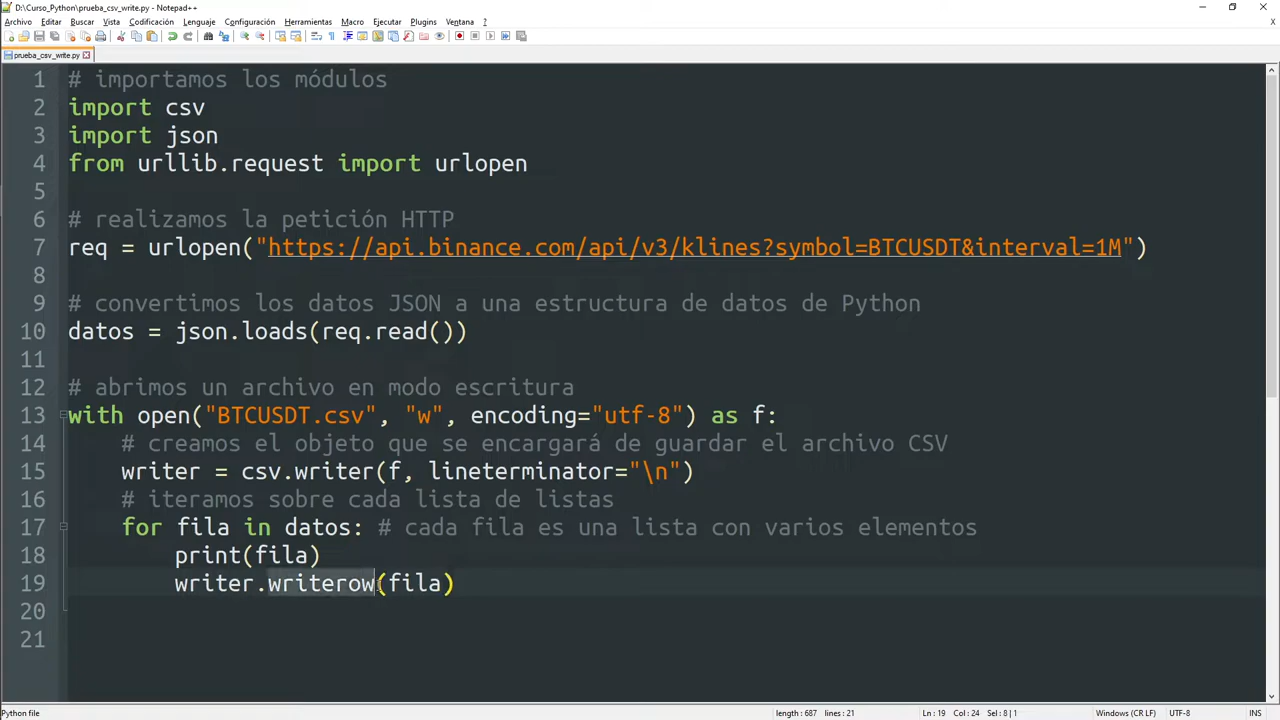 D:\Curso_Python\prueba_csv_write.py - Notepad++
Archivo Editar Buscar Vista Codificación Lenguaje Configuración Herramientas Macro Ejecutar Plugins Ventana ?
prueba_csv_write.py
1 # importamos los módulos
2 import csv
3 import json
4 from urllib.request import urlopen
5
6 # realizamos la petición HTTP
7 req = urlopen("https://api.binance.com/api/v3/klines?symbol=BTCUSDT&interval=1M")
8
9 # convertimos los datos JSON a una estructura de datos de Python
10 datos = json.loads(req.read())
11
12 # abrimos un archivo en modo escritura
13 with open("BTCUSDT.csv", "w", encoding="utf-8") as f:
14     # creamos el objeto que se encargará de guardar el archivo CSV
15     writer = csv.writer(f, lineterminator="\n")
16     # iteramos sobre cada lista de listas
17     for fila in datos: # cada fila es una lista con varios elementos
18         print(fila)
19         writer.writerow(fila)
20
21
Python file length : 687 lines : 21 Ln : 19 Col : 24 Sel : 8 | 1 Windows (CR LF) UTF-8 INS